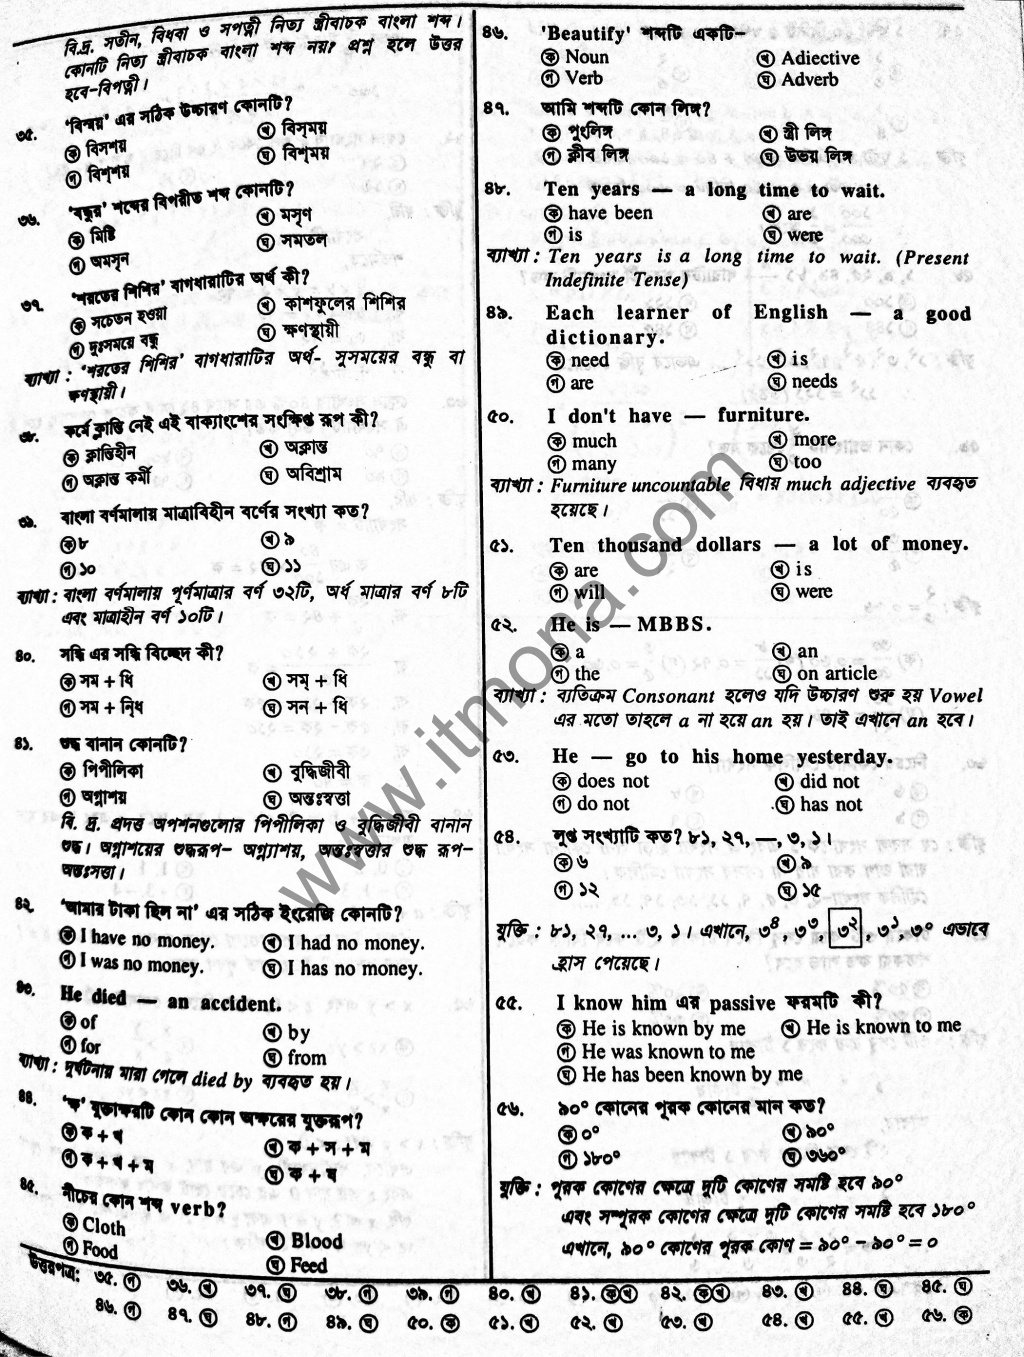 বি.দ্র. সতীন, বিধবা ও সপত্নী নিত্য স্ত্রীবাচক বাংলা শব্দ।
কোনটি নিত্য স্ত্রীবাচক বাংলা শব্দ নয়? প্রশ্ন হলে উত্তর
হবে-বিপত্নী।
৩৫. 'বিস্ময়' এর সঠিক উচ্চারণ কোনটি?
ক বিসশয় খ বিস্ময়
গ বিশ্শয় ঘ বিশ্ময়
৩৬. 'বন্ধুর' শব্দের বিপরীত শব্দ কোনটি?
ক মিষ্টি খ মসৃণ
গ অমসৃন ঘ সমতল
৩৭. 'শরতের শিশির' বাগধারাটির অর্থ কী?
ক সচেতন হওয়া খ কাশফুলের শিশির
গ দুঃসময়ে বন্ধু ঘ ক্ষণস্থায়ী
ব্যাখ্যা : 'শরতের শিশির' বাগধারাটির অর্থ- সুসময়ের বন্ধু বা
ক্ষণস্থায়ী।
৩৮. কর্মে ক্লান্তি নেই এই বাক্যাংশের সংক্ষিপ্ত রূপ কী?
ক ক্লান্তিহীন খ অক্লান্ত
গ অক্লান্ত কর্মী ঘ অবিশ্রাম
৩৯. বাংলা বর্ণমালায় মাত্রাবিহীন বর্ণের সংখ্যা কত?
ক ৮ খ ৯
গ ১০ ঘ ১১
ব্যাখ্যা : বাংলা বর্ণমালায় পূর্ণমাত্রার বর্ণ ৩২টি, অর্ধ মাত্রার বর্ণ ৮টি
এবং মাত্রাহীন বর্ণ ১০টি।
৪০. সন্ধি এর সন্ধি বিচ্ছেদ কী?
ক সম + ধি খ সম্ + ধি
গ সম + ন্ধি ঘ সন + ধি
৪১. শুদ্ধ বানান কোনটি?
ক পিপীলিকা খ বুদ্ধিজীবী
গ অগ্নাশয় ঘ অন্তঃস্বত্তা
বি. দ্র. প্রদত্ত অপশনগুলোর পিপীলিকা ও বুদ্ধিজীবী বানান
শুদ্ধ। অগ্নাশয়ের শুদ্ধরূপ- অগ্ন্যাশয়, অন্তঃস্বত্তার শুদ্ধ রূপ-
অন্তঃসত্তা।
৪২. 'আমার টাকা ছিল না' এর সঠিক ইংরেজি কোনটি?
ক I have no money. খ I had no money.
গ I was no money. ঘ I has no money.
৪৩. He died — an accident.
ক of খ by
গ for ঘ from
ব্যাখ্যা : দুর্ঘটনায় মারা গেলে died by ব্যবহৃত হয়।
৪৪. 'ক্ষ' যুক্তাক্ষরটি কোন কোন অক্ষরের যুক্তরূপ?
ক ক + খ খ ক + স + ম
গ ক + খ + ম ঘ ক + ষ
৪৫. নীচের কোন শব্দ verb?
ক Cloth খ Blood
গ Food ঘ Feed
৪৬. 'Beautify' শব্দটি একটি-
ক Noun খ Adiective
গ Verb ঘ Adverb
৪৭. আমি শব্দটি কোন লিঙ্গ?
ক পুংলিঙ্গ খ স্ত্রী লিঙ্গ
গ ক্লীব লিঙ্গ ঘ উভয় লিঙ্গ
৪৮. Ten years — a long time to wait.
ক have been খ are
গ is ঘ were
ব্যাখ্যা : Ten years is a long time to wait. (Present
Indefinite Tense)
৪৯. Each learner of English — a good
dictionary.
ক need খ is
গ are ঘ needs
৫০. I don't have — furniture.
ক much খ more
গ many ঘ too
ব্যাখ্যা : Furniture uncountable বিধায় much adjective ব্যবহৃত
হয়েছে।
৫১. Ten thousand dollars — a lot of money.
ক are খ is
গ will ঘ were
৫২. He is — MBBS.
ক a খ an
গ the ঘ on article
ব্যাখ্যা : ব্যতিক্রম Consonant হলেও যদি উচ্চারণ শুরু হয় Vowel
এর মতো তাহলে a না হয়ে an হয়। তাই এখানে an হবে।
৫৩. He — go to his home yesterday.
ক does not খ did not
গ do not ঘ has not
৫৪. লুপ্ত সংখ্যাটি কত? ৮১, ২৭, —, ৩, ১।
ক ৬ খ ৯
গ ১২ ঘ ১৫
যুক্তি : ৮১, ২৭, ... ৩, ১। এখানে, ৩⁴, ৩³, ৩², ৩¹, ৩⁰ এভাবে
হ্রাস পেয়েছে।
৫৫. I know him এর passive ফরমটি কী?
ক He is known by me খ He is known to me
গ He was known to me
ঘ He has been known by me
৫৬. ৯০° কোনের পূরক কোনের মান কত?
ক ০° খ ৯০°
গ ১৮০° ঘ ৩৬০°
যুক্তি : পূরক কোণের ক্ষেত্রে দুটি কোণের সমষ্টি হবে ৯০°
এবং সম্পূরক কোণের ক্ষেত্রে দুটি কোণের সমষ্টি হবে ১৮০°
এখানে, ৯০° কোণের পূরক কোণ = ৯০° − ৯০° = ০
উত্তরপত্র: ৩৫. গ ৩৬. খ ৩৭. ঘ ৩৮. গ ৩৯. গ ৪০. খ ৪১. ক খ ৪২. ক খ ৪৩. খ ৪৪. ঘ ৪৫. ঘ
৪৬. গ ৪৭. ঘ ৪৮. গ ৪৯. ঘ ৫০. ক ৫১. খ ৫২. খ ৫৩. খ ৫৪. খ ৫৫. খ ৫৬. ক
www.itmona.com